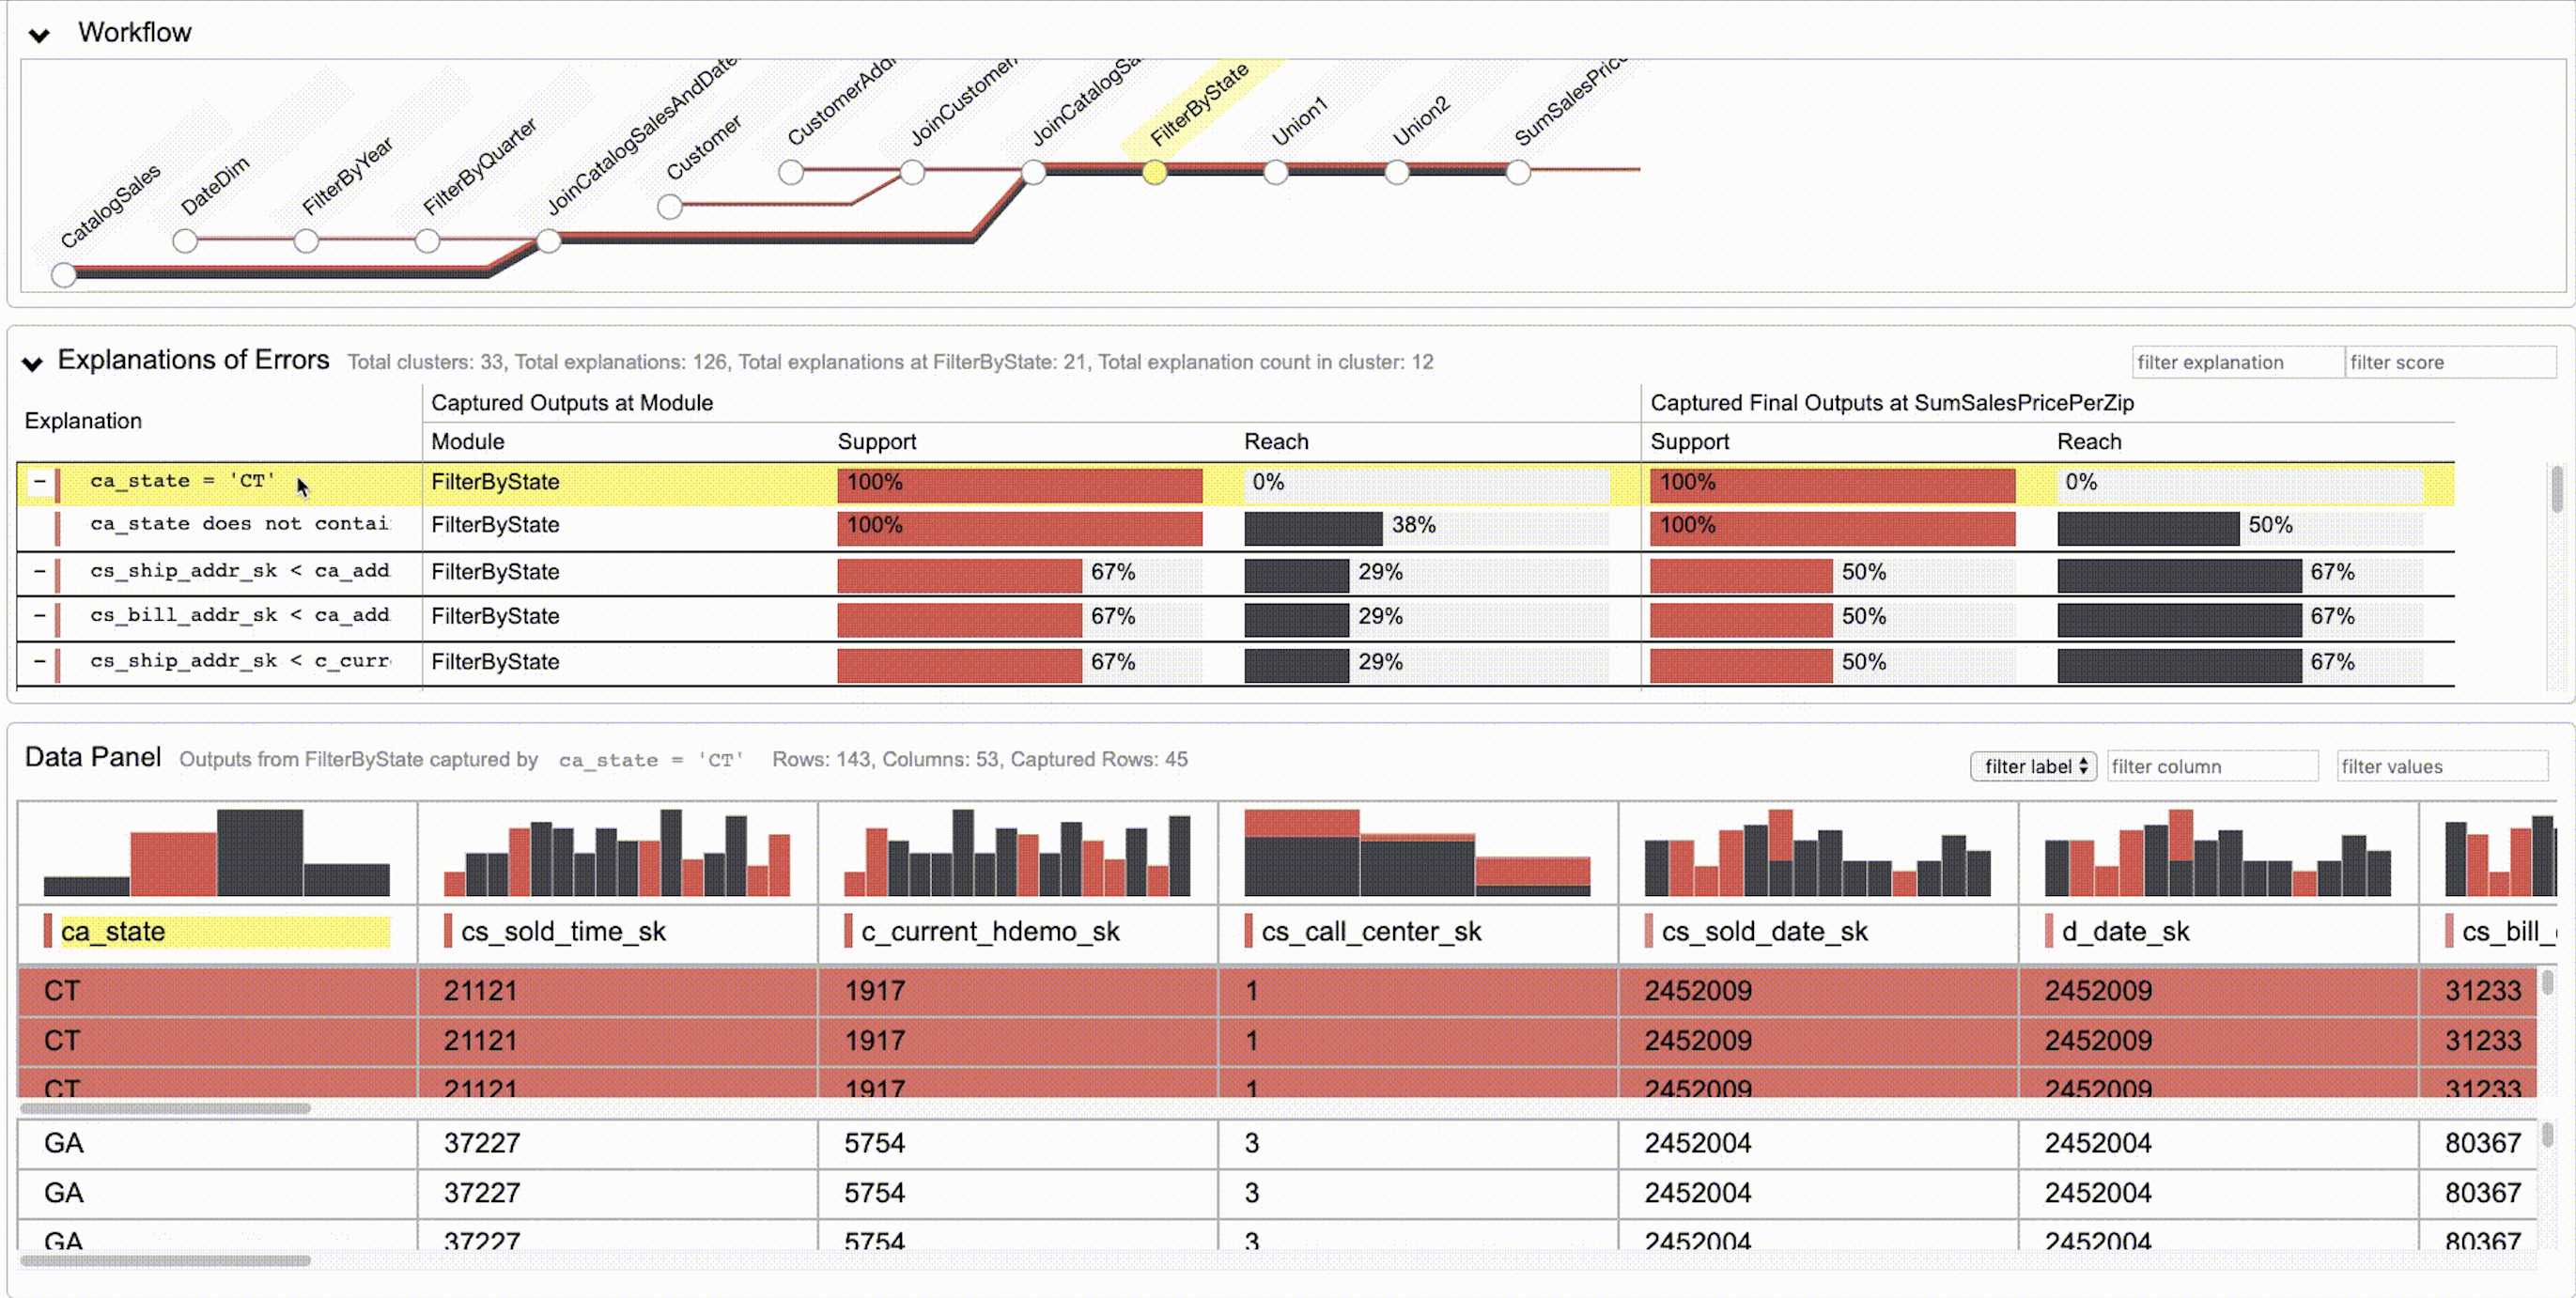 Workflow
CatalogSales
DateDim
FilterByYear
FilterByQuarter
JoinCatalogSalesAndDate
Customer
CustomerAddr
JoinCustomer
JoinCatalogSa
FilterByState
Union1
Union2
SumSalesPric
Explanations of Errors Total clusters: 33, Total explanations: 126, Total explanations at FilterByState: 21, Total explanation count in cluster: 12 filter explanation filter score
Explanation Captured Outputs at Module Captured Final Outputs at SumSalesPricePerZip
Module Support Reach Support Reach
– ca_state = 'CT' FilterByState 100% 0% 100% 0%
ca_state does not contai FilterByState 100% 38% 100% 50%
– cs_ship_addr_sk < ca_add FilterByState 67% 29% 50% 67%
– cs_bill_addr_sk < ca_add FilterByState 67% 29% 50% 67%
– cs_ship_addr_sk < c_curr FilterByState 67% 29% 50% 67%
Data Panel Outputs from FilterByState captured by ca_state = 'CT' Rows: 143, Columns: 53, Captured Rows: 45 filter label filter column filter values
ca_state cs_sold_time_sk c_current_hdemo_sk cs_call_center_sk cs_sold_date_sk d_date_sk cs_bill_
CT 21121 1917 1 2452009 2452009 31233
CT 21121 1917 1 2452009 2452009 31233
CT 21121 1917 1 2452009 2452009 31233
GA 37227 5754 3 2452004 2452004 80367
GA 37227 5754 3 2452004 2452004 80367
GA 37227 5754 3 2452004 2452004 80367